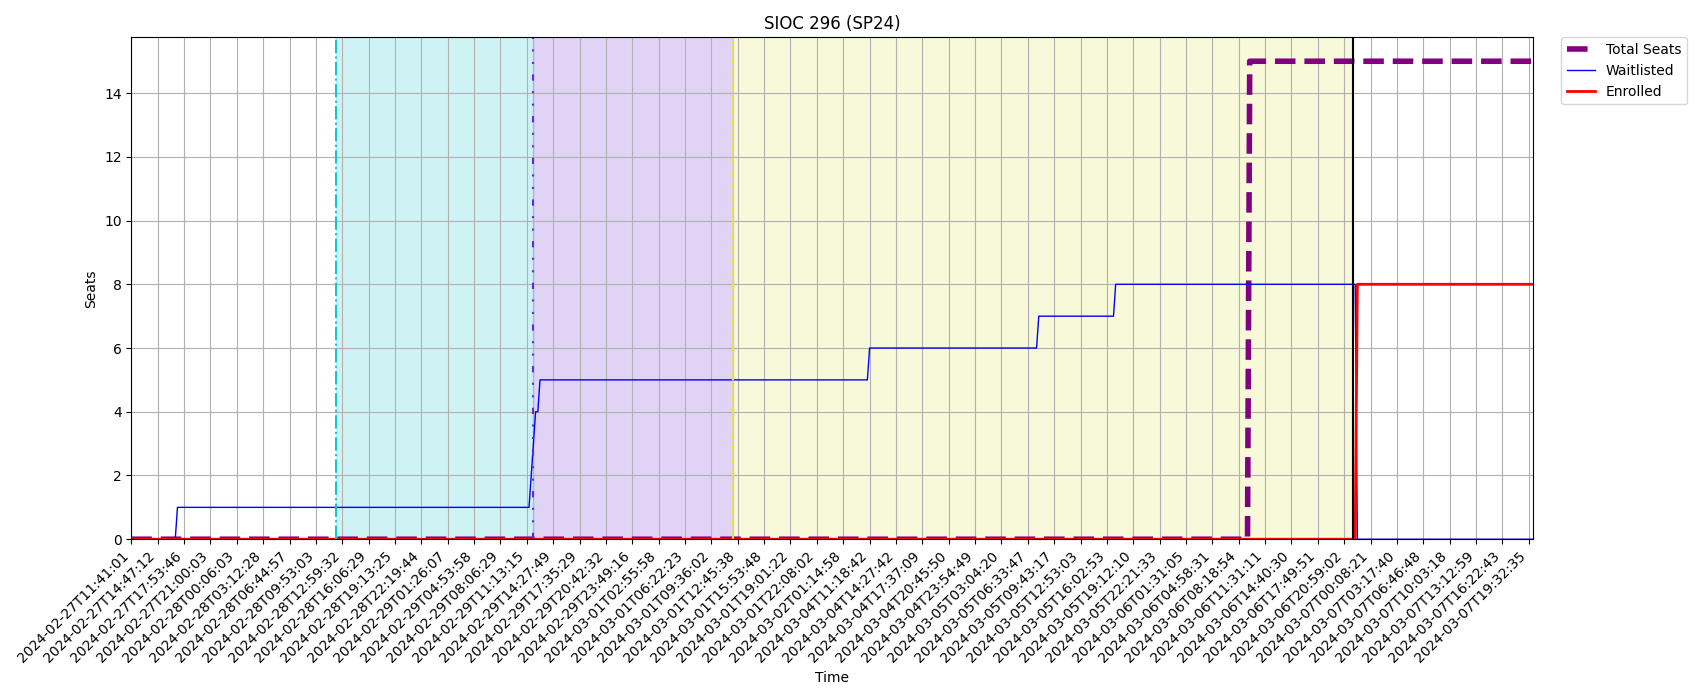 SIOC 296 (SP24)
Total Seats
Waitlisted
Enrolled
Seats
14
12
10
8
6
4
2
0
2024-02-27T11:41:01
2024-02-27T14:47:12
2024-02-27T17:53:46
2024-02-27T21:00:03
2024-02-28T00:06:03
2024-02-28T03:12:28
2024-02-28T06:44:57
2024-02-28T09:53:03
2024-02-28T12:59:32
2024-02-28T16:06:29
2024-02-28T19:13:25
2024-02-28T22:19:44
2024-02-29T01:26:07
2024-02-29T04:53:58
2024-02-29T08:06:29
2024-02-29T11:13:15
2024-02-29T14:27:49
2024-02-29T17:35:29
2024-02-29T20:42:32
2024-02-29T23:49:16
2024-03-01T02:55:58
2024-03-01T06:22:23
2024-03-01T09:36:02
2024-03-01T12:45:38
2024-03-01T15:53:48
2024-03-01T19:01:22
2024-03-01T22:08:02
2024-03-02T01:14:58
2024-03-04T11:18:42
2024-03-04T14:27:42
2024-03-04T17:37:09
2024-03-04T20:45:50
2024-03-04T23:54:49
2024-03-05T03:04:20
2024-03-05T06:33:47
2024-03-05T09:43:17
2024-03-05T12:53:03
2024-03-05T16:02:53
2024-03-05T19:12:10
2024-03-05T22:21:33
2024-03-06T01:31:05
2024-03-06T04:58:31
2024-03-06T08:18:54
2024-03-06T11:31:11
2024-03-06T14:40:30
2024-03-06T17:49:51
2024-03-06T20:59:02
2024-03-07T00:08:21
2024-03-07T03:17:40
2024-03-07T06:46:48
2024-03-07T10:03:18
2024-03-07T13:12:59
2024-03-07T16:22:43
2024-03-07T19:32:35
Time